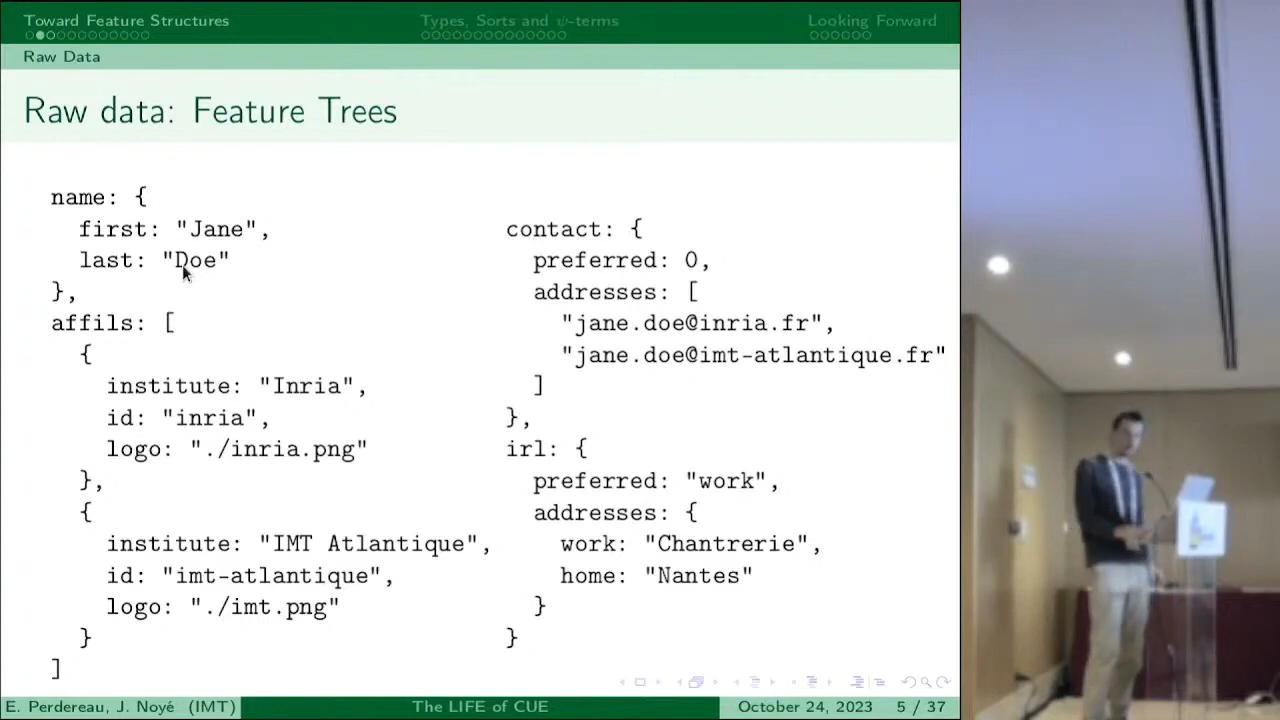 Toward Feature Structures
Types, Sorts and ψ-terms
Looking Forward
Raw Data
Raw data: Feature Trees
name: {
first: "Jane",
last: "Doe"
},
affils: [
{
institute: "Inria",
id: "inria",
logo: "./inria.png"
},
{
institute: "IMT Atlantique",
id: "imt-atlantique",
logo: "./imt.png"
}
]
contact: {
preferred: 0,
addresses: [
"jane.doe@inria.fr",
"jane.doe@imt-atlantique.fr"
]
},
irl: {
preferred: "work",
addresses: {
work: "Chantrerie",
home: "Nantes"
}
}
E. Perdereau, J. Noyé (IMT)
The LIFE of CUE
October 24, 2023
5 / 37